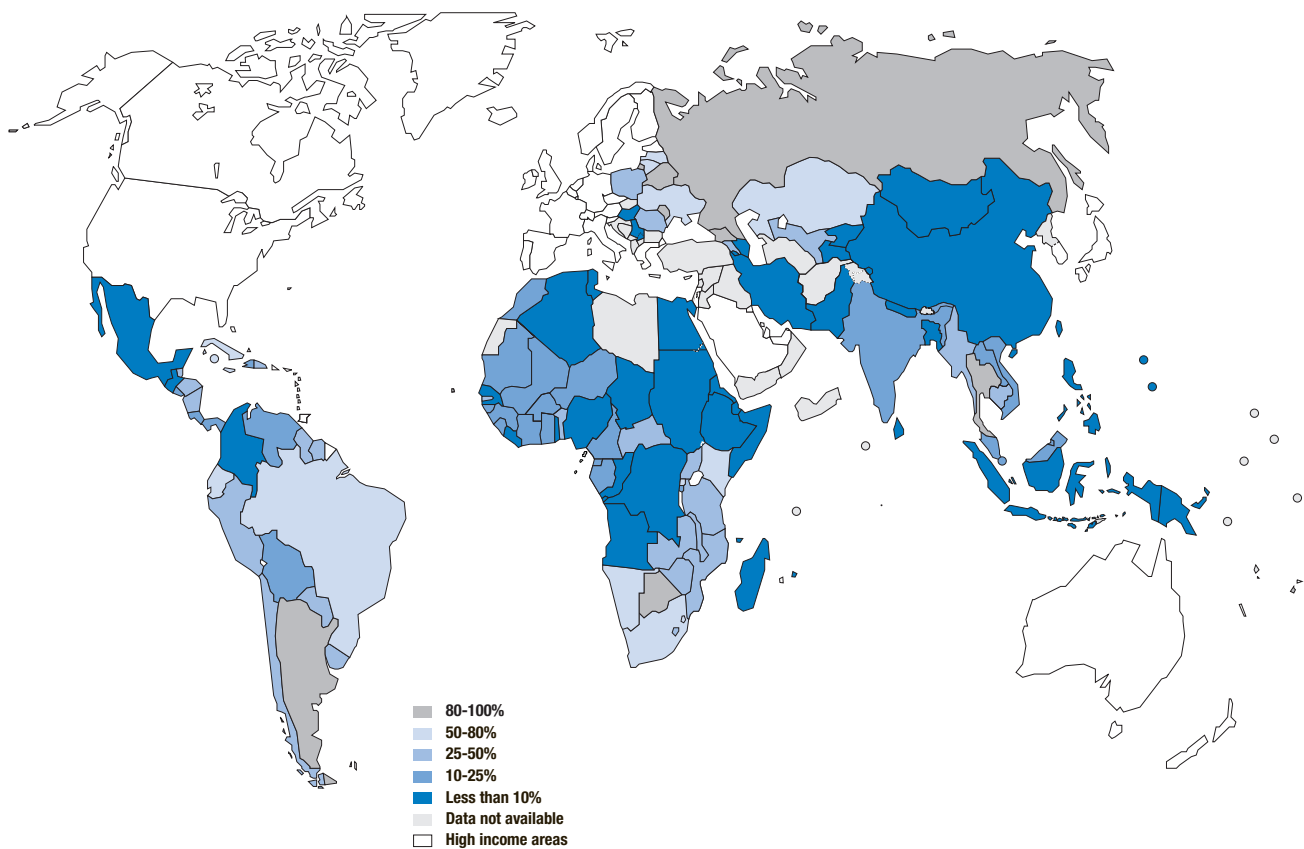 80-100%
50-80%
25-50%
10-25%
Less than 10%
Data not available
High income areas